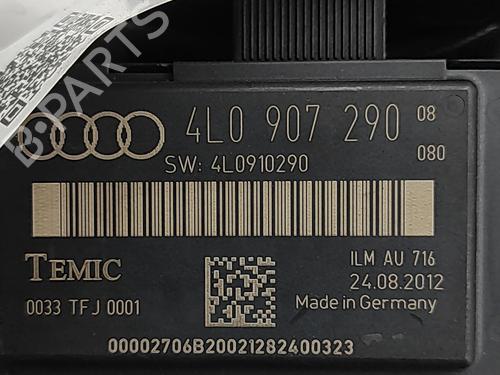 B-PARTS
4L0 907 290 08
SW: 4L0910290 080
TEMIC
ILM AU 716
24.08.2012
0033 TFJ 0001
Made in Germany
00002706B20021282400323